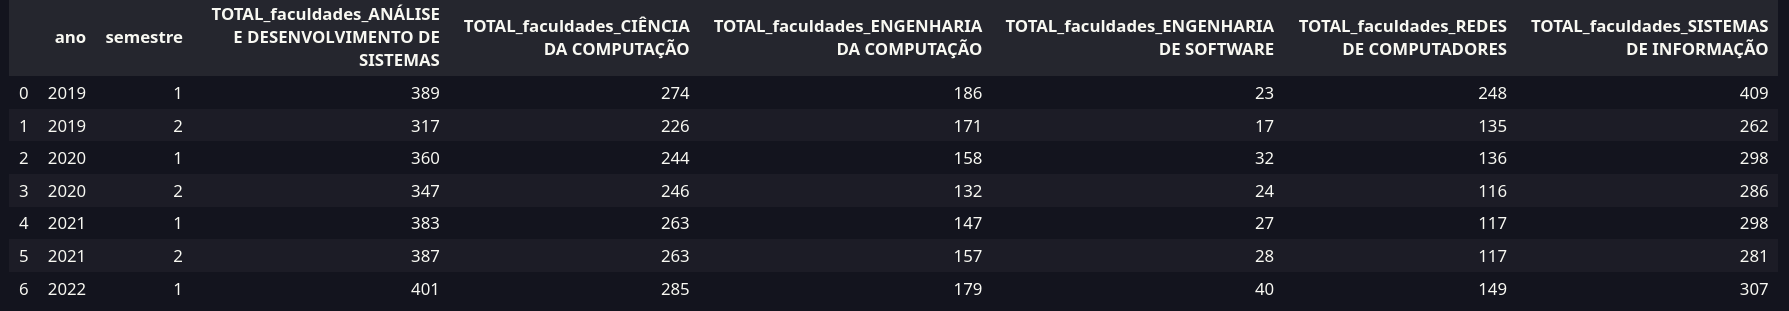 ano semestre TOTAL_faculdades_ANÁLISE E DESENVOLVIMENTO DE SISTEMAS TOTAL_faculdades_CIÊNCIA DA COMPUTAÇÃO TOTAL_faculdades_ENGENHARIA DA COMPUTAÇÃO TOTAL_faculdades_ENGENHARIA DE SOFTWARE TOTAL_faculdades_REDES DE COMPUTADORES TOTAL_faculdades_SISTEMAS DE INFORMAÇÃO
0 2019 1 389 274 186 23 248 409
1 2019 2 317 226 171 17 135 262
2 2020 1 360 244 158 32 136 298
3 2020 2 347 246 132 24 116 286
4 2021 1 383 263 147 27 117 298
5 2021 2 387 263 157 28 117 281
6 2022 1 401 285 179 40 149 307